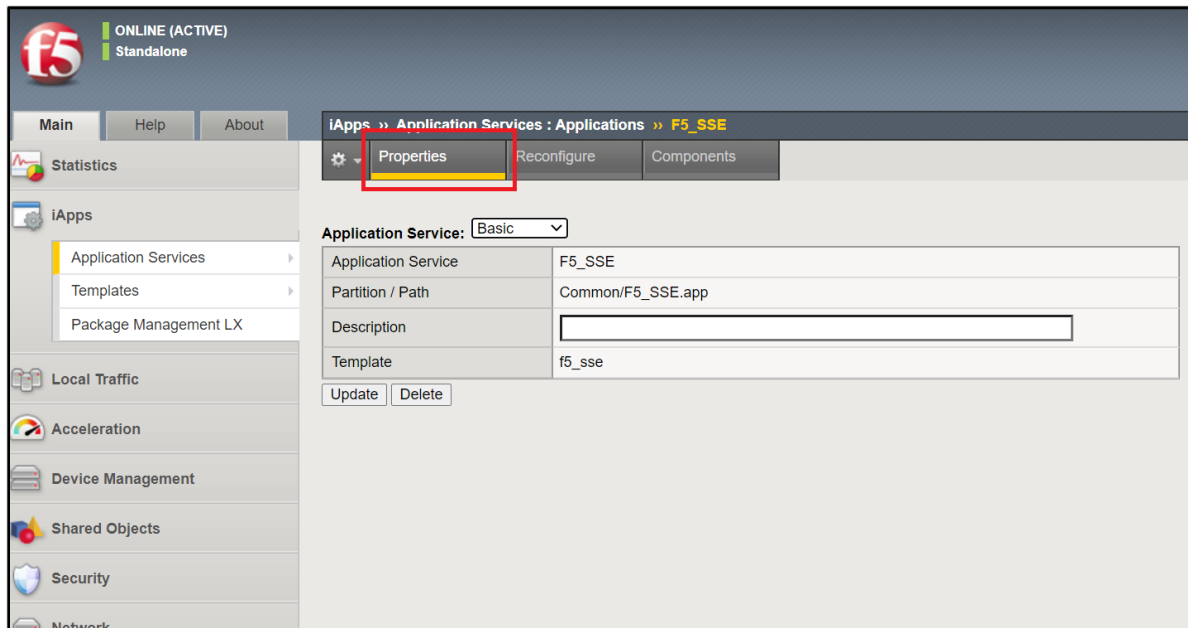 f5
ONLINE (ACTIVE)
Standalone
Main Help About
iApps ›› Application Services : Applications ›› F5_SSE
Properties Reconfigure Components
Statistics
iApps
Application Services
Templates
Package Management LX
Local Traffic
Acceleration
Device Management
Shared Objects
Security
Network
Application Service: Basic
Application Service F5_SSE
Partition / Path Common/F5_SSE.app
Description
Template f5_sse
Update Delete